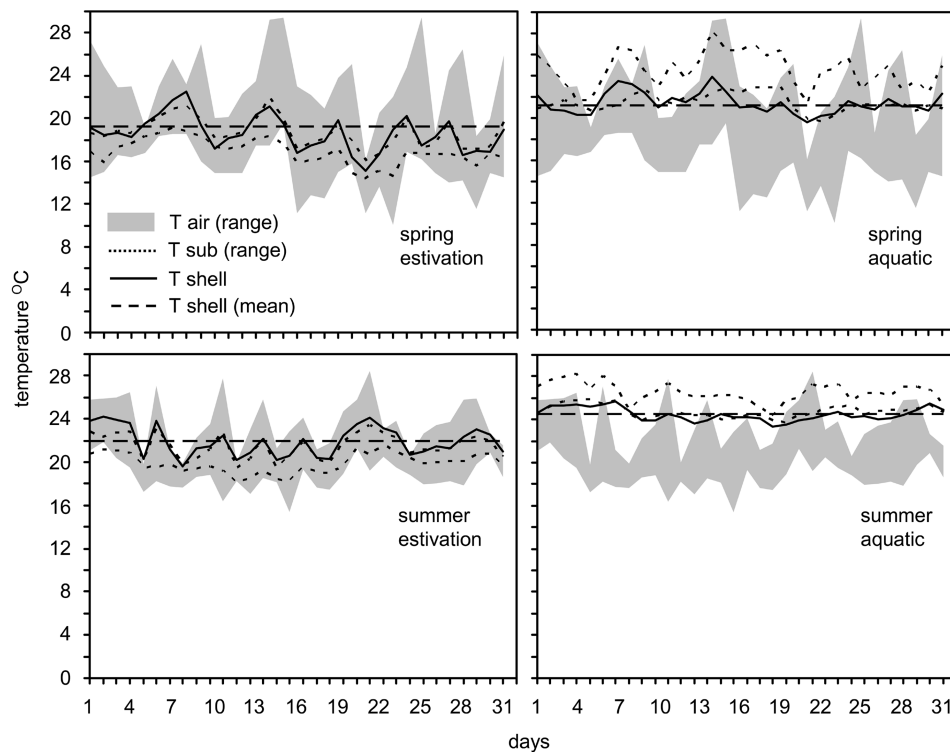 28
24
20
16
12
8
4
0
T air (range)
T sub (range)
T shell
T shell (mean)
spring
estivation
spring
aquatic
temperature ᴼC
28
24
20
16
12
8
4
0
summer
estivation
summer
aquatic
1 4 7 10 13 16 19 22 25 28 31
1 4 7 10 13 16 19 22 25 28 31
days